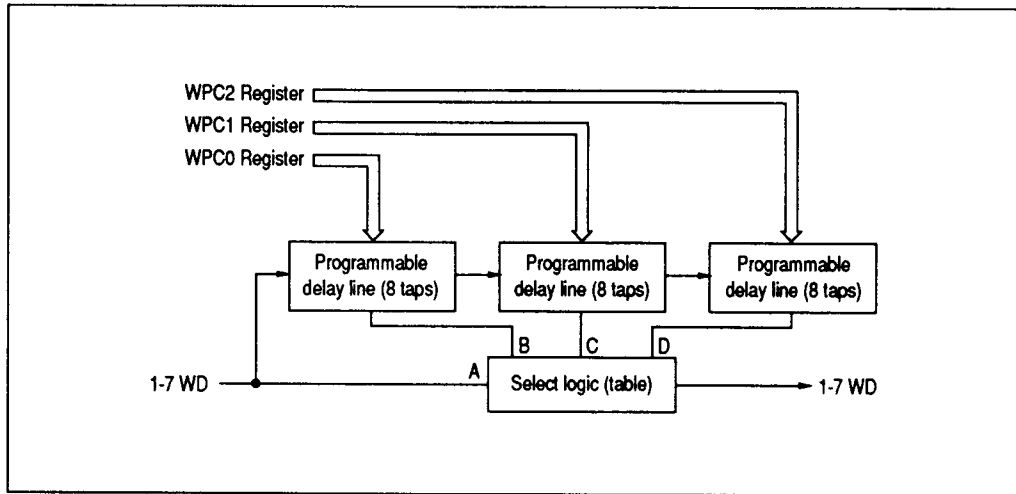 WPC2 Register
WPC1 Register
WPC0 Register
Programmable
delay line (8 taps)
Programmable
delay line (8 taps)
Programmable
delay line (8 taps)
B
C
D
A
1-7 WD
Select logic (table)
1-7 WD